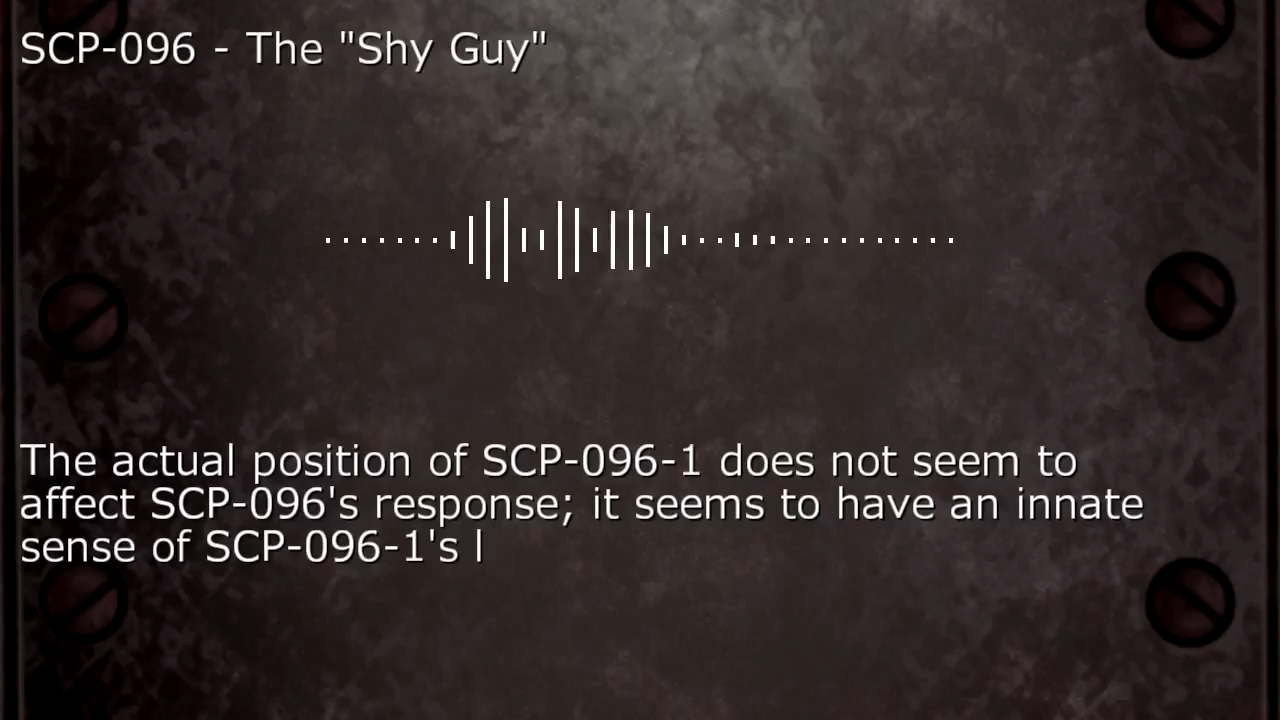 SCP-096 - The "Shy Guy"
The actual position of SCP-096-1 does not seem to
affect SCP-096's response; it seems to have an innate
sense of SCP-096-1's l